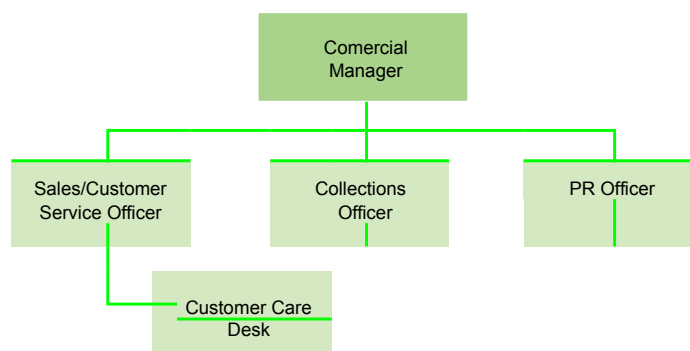 Comercial
Manager
Sales/Customer
Service Officer
Collections
Officer
PR Officer
Customer Care
Desk